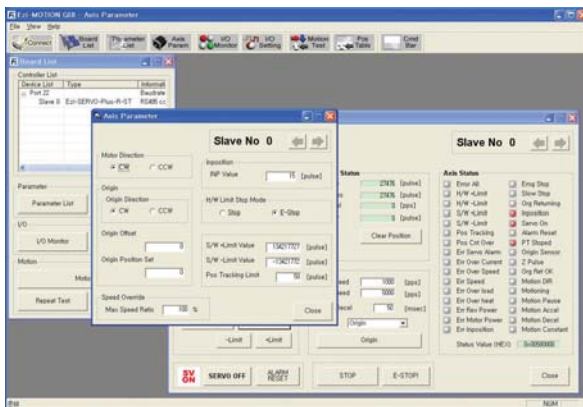 Ezi-MOTION GUI - Axis Parameter
File View Help
Connect Board List Parameter List Axis Param I/O Monitor I/O Setting Motion Test Pos Table Cmd Bar
Board List
Controller List
Device List Type Informati
Port 22 Baudrate
Slave 0 Ezi-SERVO-Plus-R-ST RS485 cc
Parameter
Parameter List
I/O
I/O Monitor
Motion
Repeat Test
Axis Parameter
Slave No 0
Motor Direction
CW CCW
Origin
Origin Direction
CW CCW
Origin Offset
0
Origin Position Set
0
Speed Override
Max Speed Ratio 100 %
Inposition
INP Value 15 [pulse]
H/W Limit Stop Mode
Stop E-Stop
S/W +Limit Value 134217727 [pulse]
S/W -Limit Value [pulse]
Pos Tracking Limit 50 [pulse]
Close
Slave No 0
Status
27476 [pulse]
27476 [pulse]
0 [pps]
0 [pulse]
Clear Position
1000 [pps]
5000 [pps]
50 [msec]
Origin
-Limit +Limit Origin
SV ON SERVO OFF ALARM RESET STOP E-STOP! Close
Axis Status
Error All Emg Stop
H/W +Limit Slow Stop
H/W -Limit Org Returning
S/W +Limit Inposition
S/W -Limit Servo On
Pos Tracking Alarm Reset
Pos Cnt Over PT Stoped
Err Servo Alarm Origin Sensor
Err Over Current Z Pulse
Err Over Speed Org Ret OK
Err Speed Motion DIR
Err Over load Motioning
Err Over heat Motion Pause
Err Rev Power Motion Accel
Err Motor Power Motion Decel
Err Inposition Motion Constant
Status Value (HEX)
NUM